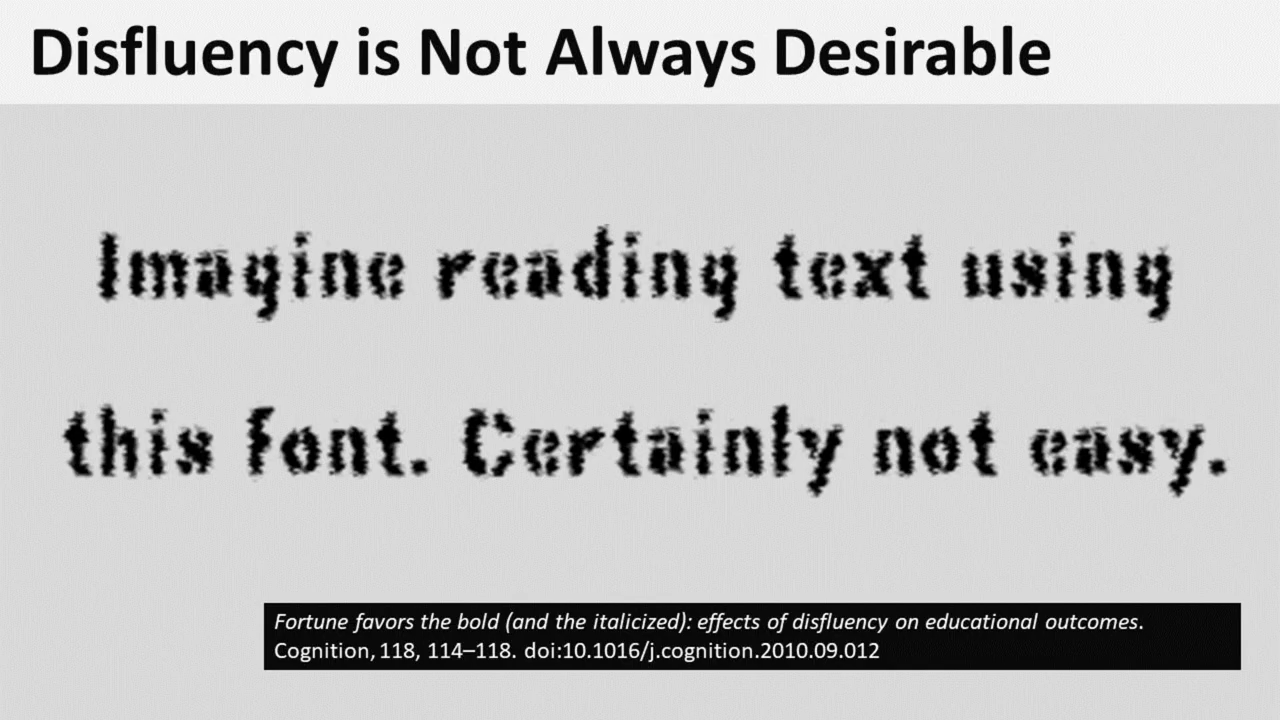 Disfluency is Not Always Desirable
Imagine reading text using
this font. Certainly not easy.
Fortune favors the bold (and the italicized): effects of disfluency on educational outcomes.
Cognition, 118, 114–118. doi:10.1016/j.cognition.2010.09.012